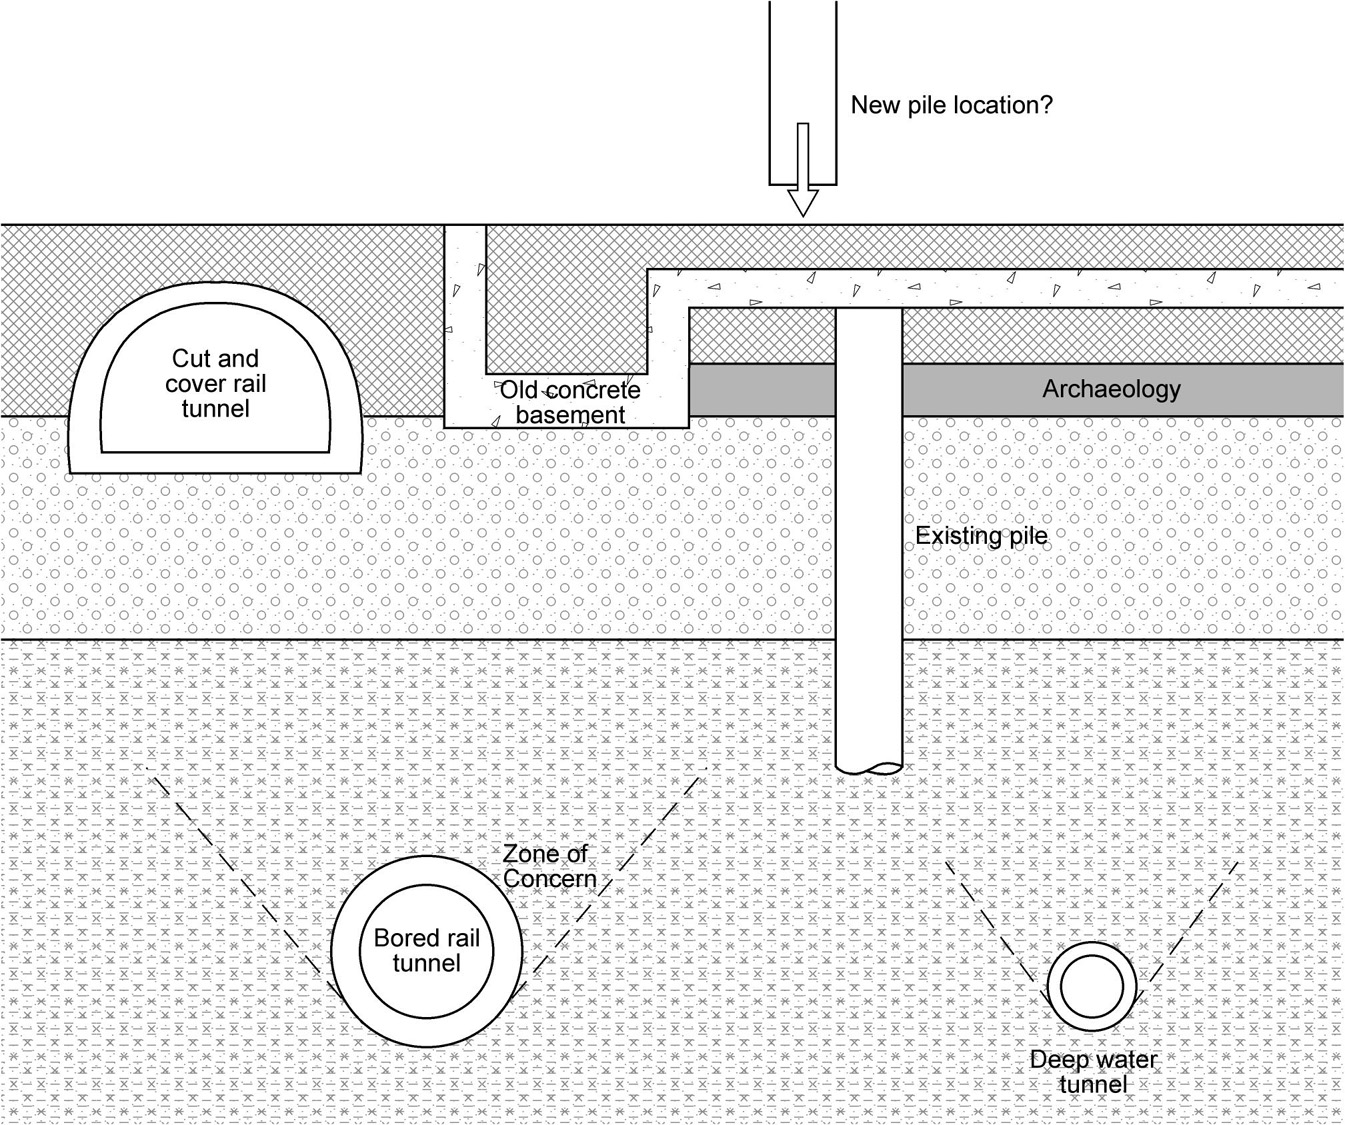 New pile location?
Cut and
cover rail
tunnel
Old concrete
basement
Archaeology
Existing pile
Zone of
Concern
Bored rail
tunnel
Deep water
tunnel